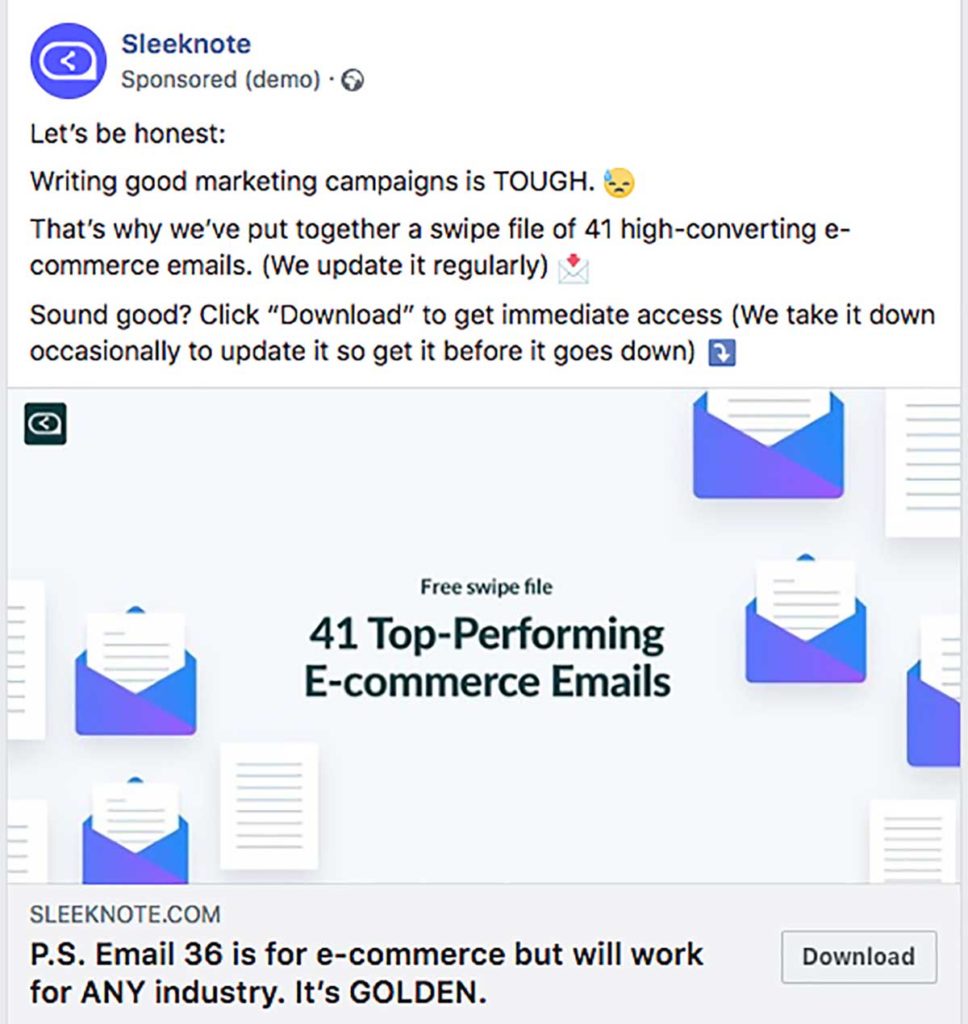 Sleeknote
Sponsored (demo) ·
Let’s be honest:
Writing good marketing campaigns is TOUGH. 😓
That’s why we’ve put together a swipe file of 41 high-converting e-
commerce emails. (We update it regularly) 📩
Sound good? Click “Download” to get immediate access (We take it down
occasionally to update it so get it before it goes down) ⤵️
Free swipe file
41 Top-Performing
E-commerce Emails
SLEEKNOTE.COM
P.S. Email 36 is for e-commerce but will work
for ANY industry. It’s GOLDEN.
Download